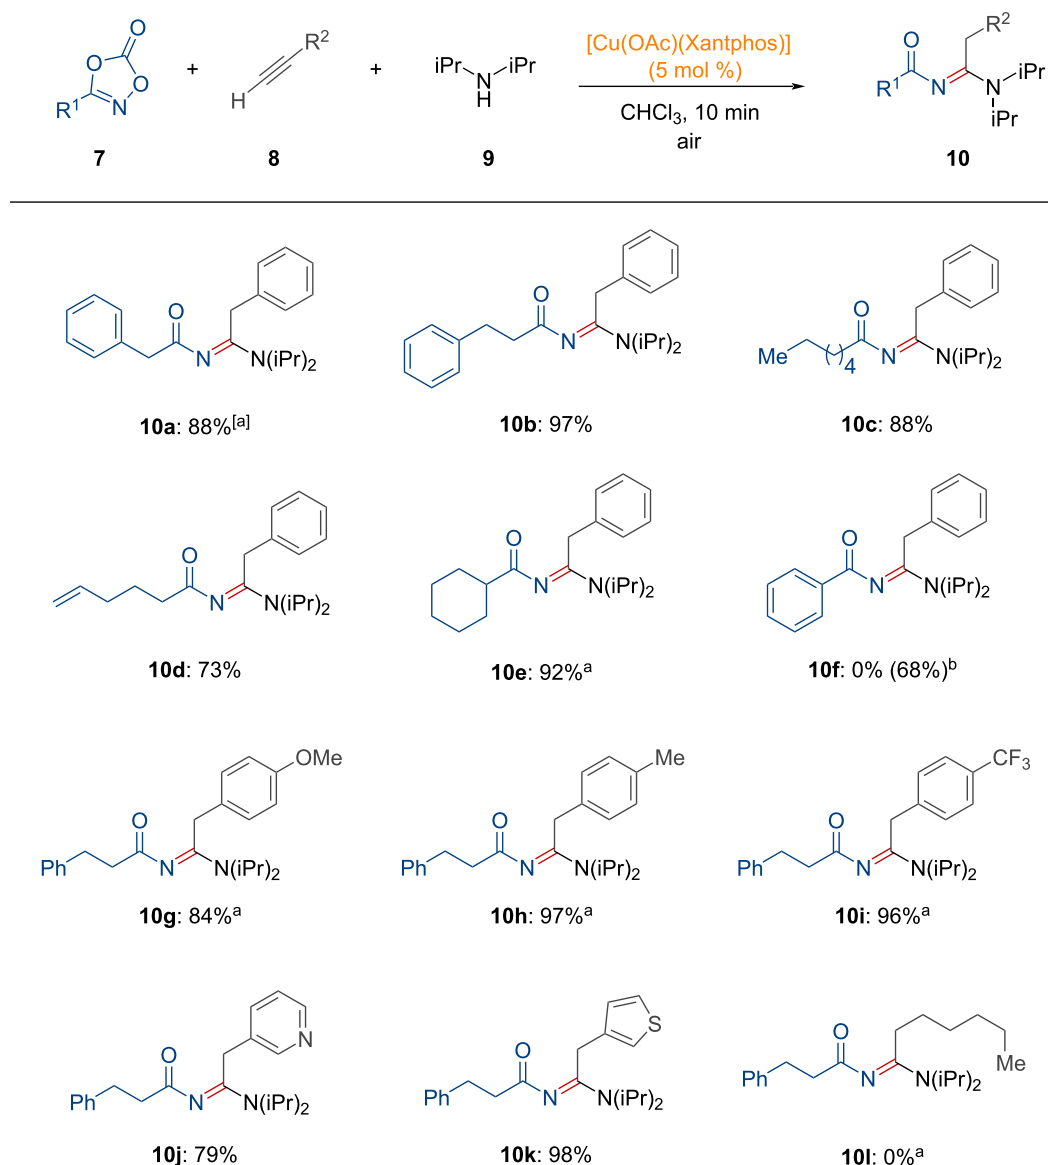 O
O
O
N
R1
7
+
H
R2
8
+
iPr
N
H
iPr
9
[Cu(OAc)(Xantphos)]
(5 mol %)
CHCl3, 10 min
air
R2
O
R1
N
N
iPr
iPr
10
O
N
N(iPr)2
10a: 88%[a]
O
N
N(iPr)2
10b: 97%
O
Me
( )4
N
N(iPr)2
10c: 88%
O
N
N(iPr)2
10d: 73%
O
N
N(iPr)2
10e: 92%a
O
N
N(iPr)2
10f: 0% (68%)b
OMe
O
Ph
N
N(iPr)2
10g: 84%a
Me
O
Ph
N
N(iPr)2
10h: 97%a
CF3
O
Ph
N
N(iPr)2
10i: 96%a
N
O
Ph
N
N(iPr)2
10j: 79%
S
O
Ph
N
N(iPr)2
10k: 98%
Me
O
Ph
N
N(iPr)2
10l: 0%a